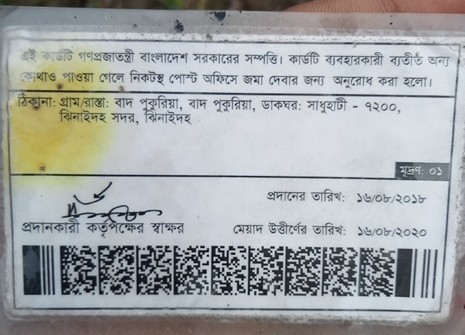 এই কার্ডটি গণপ্রজাতন্ত্রী বাংলাদেশ সরকারের সম্পত্তি। কার্ডটি ব্যবহারকারী ব্যতীত অন্য
কোথাও পাওয়া গেলে নিকটস্থ পোস্ট অফিসে জমা দেবার জন্য অনুরোধ করা হলো।
ঠিকানা: গ্রাম/রাস্তা: বাদ পুকুরিয়া, বাদ পুকুরিয়া, ডাকঘর: সাধুহাটী - ৭২০০,
ঝিনাইদহ সদর, ঝিনাইদহ
মুদ্রণ: ০১
প্রদানের তারিখ: ১৬/০৮/২০১৮
প্রদানকারী কর্তৃপক্ষের স্বাক্ষর
মেয়াদ উত্তীর্ণের তারিখ: ১৬/০৮/২০২০